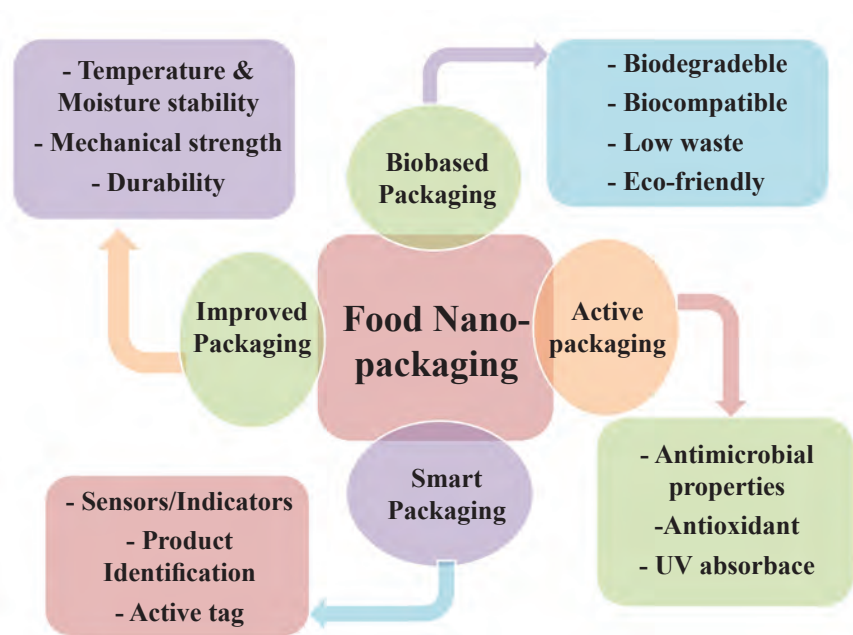 - Temperature &
Moisture stability
- Mechanical strength
- Durability
Biobased
Packaging
- Biodegradeble
- Biocompatible
- Low waste
- Eco-friendly
Improved
Packaging
Food Nano-
packaging
Active
packaging
Smart
Packaging
- Sensors/Indicators
- Product
Identification
- Active tag
- Antimicrobial
properties
-Antioxidant
- UV absorbace